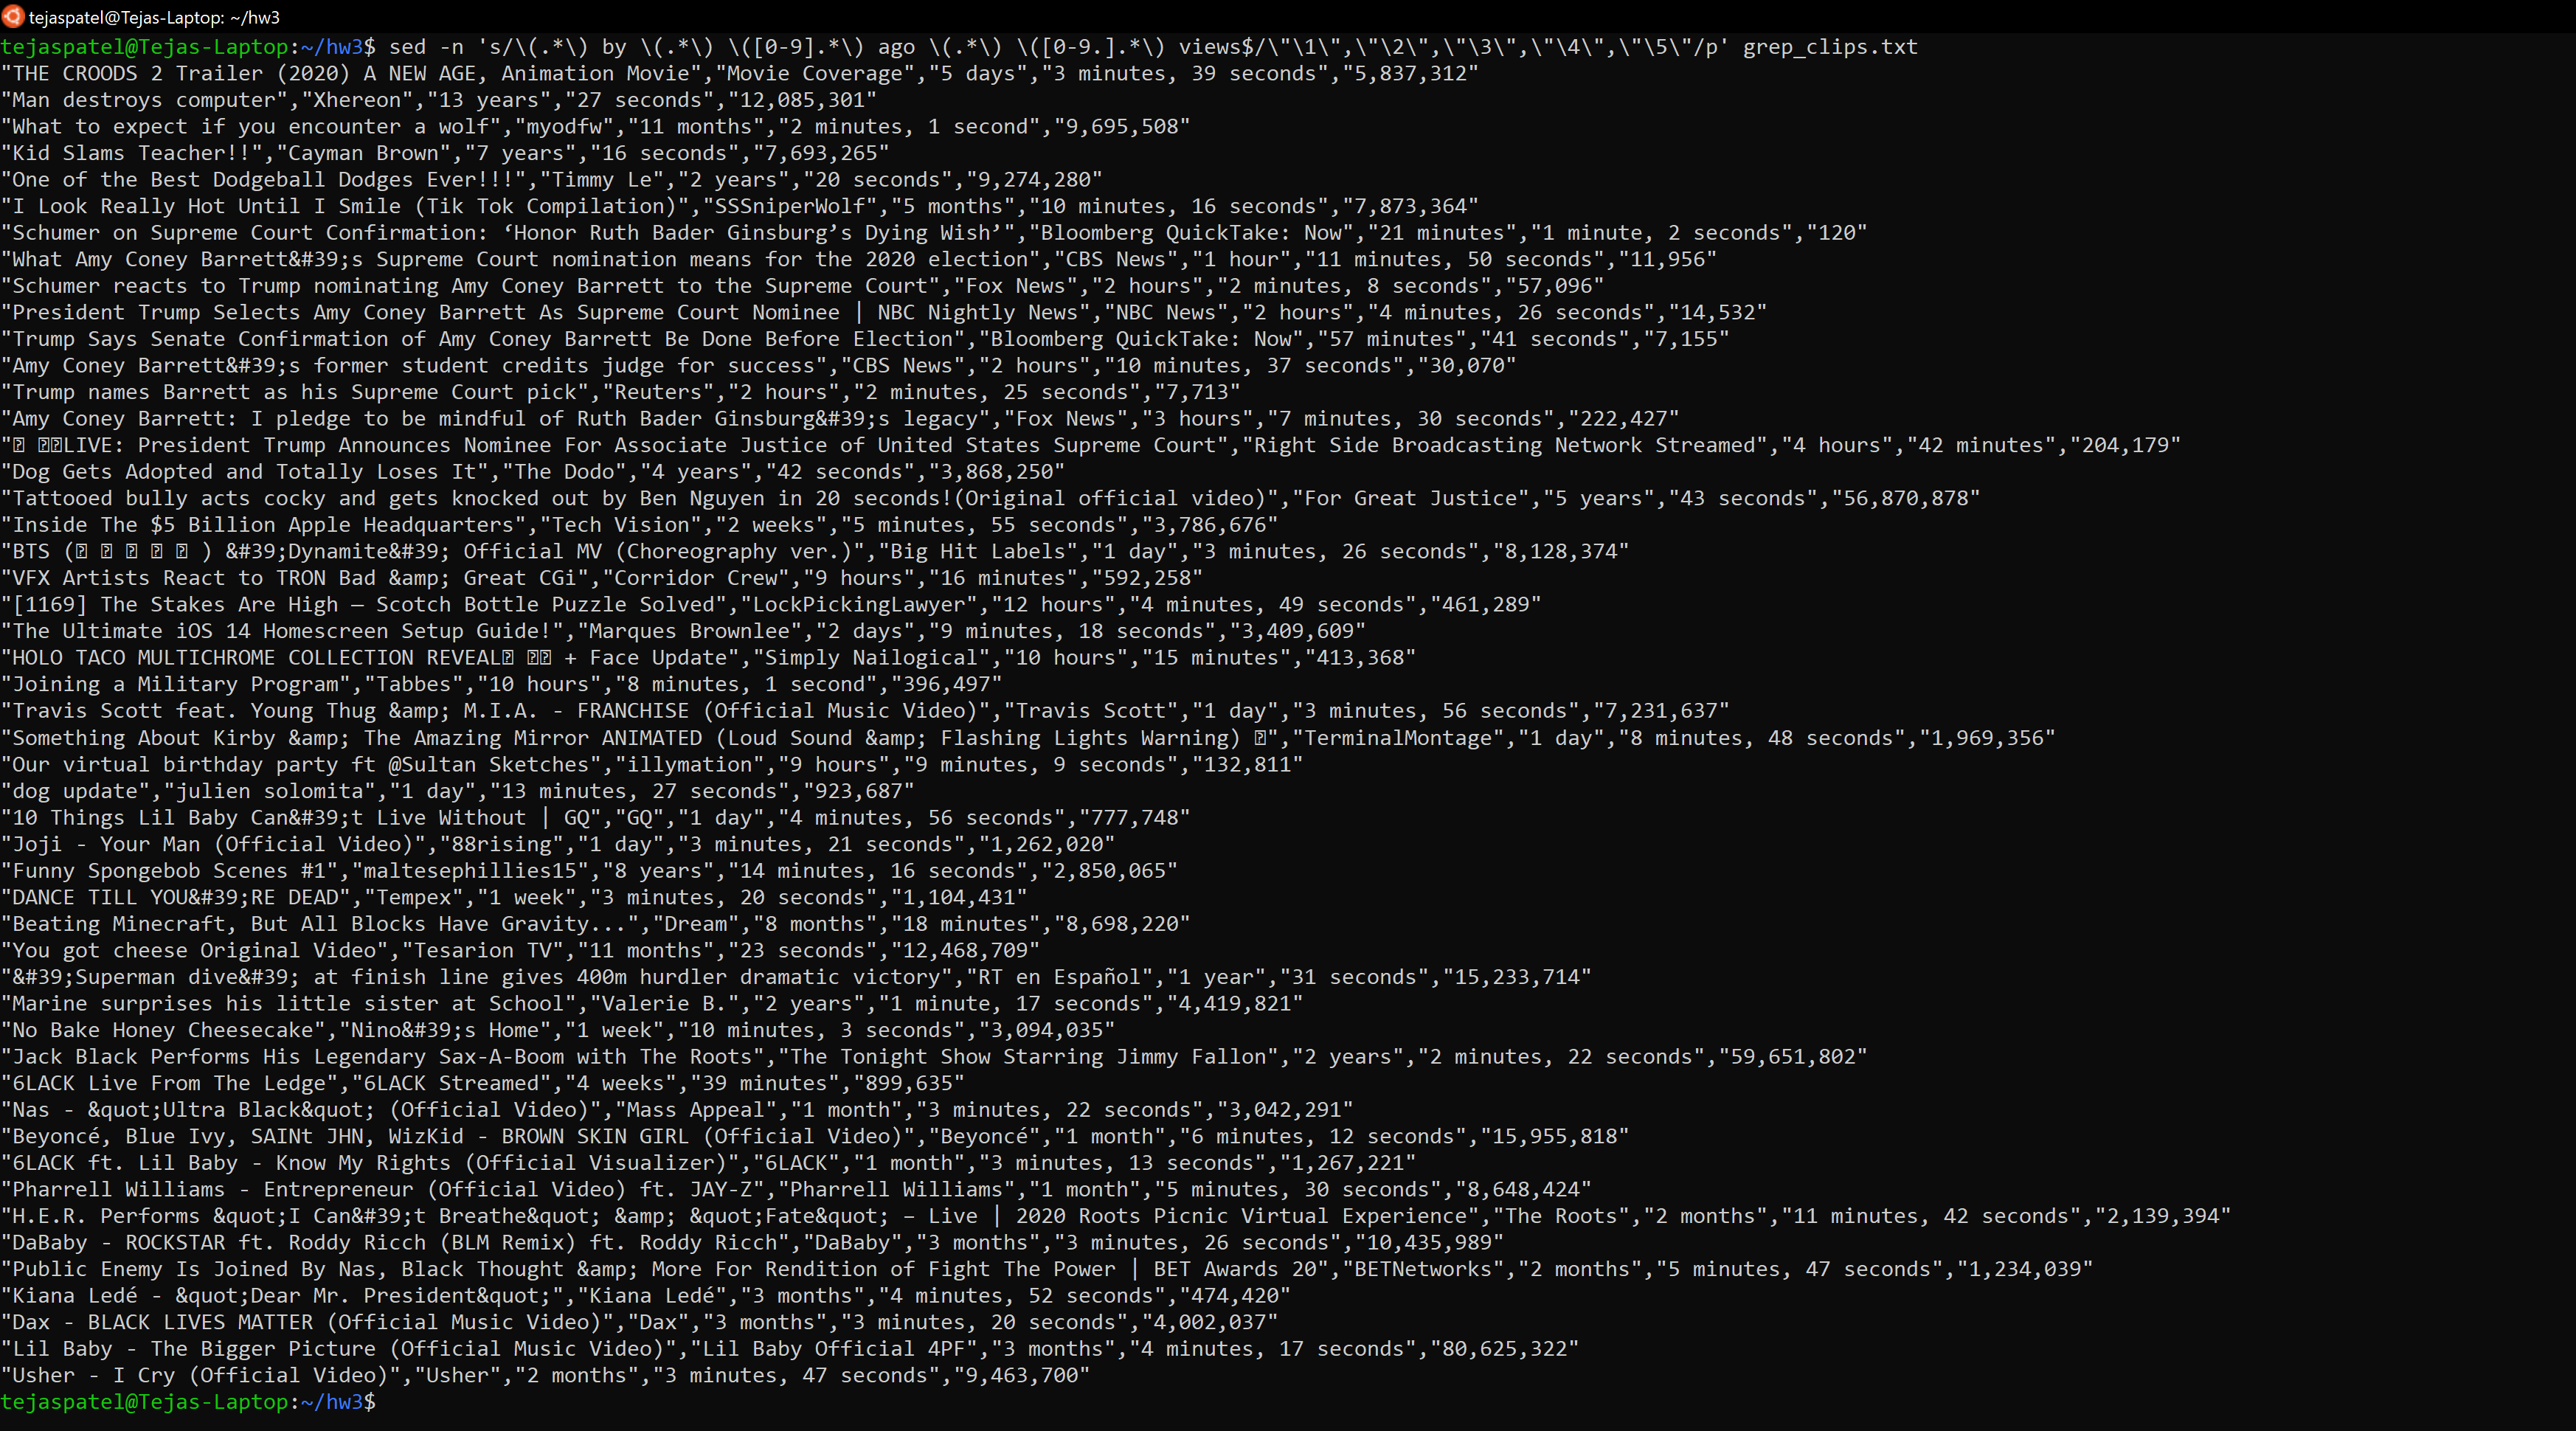 tejaspatel@Tejas-Laptop: ~/hw3
tejaspatel@Tejas-Laptop:~/hw3$ sed -n 's/\(.*\) by \(.*\) \([0-9].*\) ago \(.*\) \([0-9.].*\) views$/\"\1\",\"\2\",\"\3\",\"\4\",\"\5\"/p' grep_clips.txt
"THE CROODS 2 Trailer (2020) A NEW AGE, Animation Movie","Movie Coverage","5 days","3 minutes, 39 seconds","5,837,312"
"Man destroys computer","Xhereon","13 years","27 seconds","12,085,301"
"What to expect if you encounter a wolf","myodfw","11 months","2 minutes, 1 second","9,695,508"
"Kid Slams Teacher!!","Cayman Brown","7 years","16 seconds","7,693,265"
"One of the Best Dodgeball Dodges Ever!!!","Timmy Le","2 years","20 seconds","9,274,280"
"I Look Really Hot Until I Smile (Tik Tok Compilation)","SSSniperWolf","5 months","10 minutes, 16 seconds","7,873,364"
"Schumer on Supreme Court Confirmation: ‘Honor Ruth Bader Ginsburg’s Dying Wish’","Bloomberg QuickTake: Now","21 minutes","1 minute, 2 seconds","120"
"What Amy Coney Barrett&#39;s Supreme Court nomination means for the 2020 election","CBS News","1 hour","11 minutes, 50 seconds","11,956"
"Schumer reacts to Trump nominating Amy Coney Barrett to the Supreme Court","Fox News","2 hours","2 minutes, 8 seconds","57,096"
"President Trump Selects Amy Coney Barrett As Supreme Court Nominee | NBC Nightly News","NBC News","2 hours","4 minutes, 26 seconds","14,532"
"Trump Says Senate Confirmation of Amy Coney Barrett Be Done Before Election","Bloomberg QuickTake: Now","57 minutes","41 seconds","7,155"
"Amy Coney Barrett&#39;s former student credits judge for success","CBS News","2 hours","10 minutes, 37 seconds","30,070"
"Trump names Barrett as his Supreme Court pick","Reuters","2 hours","2 minutes, 25 seconds","7,713"
"Amy Coney Barrett: I pledge to be mindful of Ruth Bader Ginsburg&#39;s legacy","Fox News","3 hours","7 minutes, 30 seconds","222,427"
"LIVE: President Trump Announces Nominee For Associate Justice of United States Supreme Court","Right Side Broadcasting Network Streamed","4 hours","42 minutes","204,179"
"Dog Gets Adopted and Totally Loses It","The Dodo","4 years","42 seconds","3,868,250"
"Tattooed bully acts cocky and gets knocked out by Ben Nguyen in 20 seconds!(Original official video)","For Great Justice","5 years","43 seconds","56,870,878"
"Inside The $5 Billion Apple Headquarters","Tech Vision","2 weeks","5 minutes, 55 seconds","3,786,676"
"BTS ( ) &#39;Dynamite&#39; Official MV (Choreography ver.)","Big Hit Labels","1 day","3 minutes, 26 seconds","8,128,374"
"VFX Artists React to TRON Bad &amp; Great CGi","Corridor Crew","9 hours","16 minutes","592,258"
"[1169] The Stakes Are High — Scotch Bottle Puzzle Solved","LockPickingLawyer","12 hours","4 minutes, 49 seconds","461,289"
"The Ultimate iOS 14 Homescreen Setup Guide!","Marques Brownlee","2 days","9 minutes, 18 seconds","3,409,609"
"HOLO TACO MULTICHROME COLLECTION REVEAL + Face Update","Simply Nailogical","10 hours","15 minutes","413,368"
"Joining a Military Program","Tabbes","10 hours","8 minutes, 1 second","396,497"
"Travis Scott feat. Young Thug &amp; M.I.A. - FRANCHISE (Official Music Video)","Travis Scott","1 day","3 minutes, 56 seconds","7,231,637"
"Something About Kirby &amp; The Amazing Mirror ANIMATED (Loud Sound &amp; Flashing Lights Warning) ","TerminalMontage","1 day","8 minutes, 48 seconds","1,969,356"
"Our virtual birthday party ft @Sultan Sketches","illymation","9 hours","9 minutes, 9 seconds","132,811"
"dog update","julien solomita","1 day","13 minutes, 27 seconds","923,687"
"10 Things Lil Baby Can&#39;t Live Without | GQ","GQ","1 day","4 minutes, 56 seconds","777,748"
"Joji - Your Man (Official Video)","88rising","1 day","3 minutes, 21 seconds","1,262,020"
"Funny Spongebob Scenes #1","maltesephillies15","8 years","14 minutes, 16 seconds","2,850,065"
"DANCE TILL YOU&#39;RE DEAD","Tempex","1 week","3 minutes, 20 seconds","1,104,431"
"Beating Minecraft, But All Blocks Have Gravity...","Dream","8 months","18 minutes","8,698,220"
"You got cheese Original Video","Tesarion TV","11 months","23 seconds","12,468,709"
"&#39;Superman dive&#39; at finish line gives 400m hurdler dramatic victory","RT en Español","1 year","31 seconds","15,233,714"
"Marine surprises his little sister at School","Valerie B.","2 years","1 minute, 17 seconds","4,419,821"
"No Bake Honey Cheesecake","Nino&#39;s Home","1 week","10 minutes, 3 seconds","3,094,035"
"Jack Black Performs His Legendary Sax-A-Boom with The Roots","The Tonight Show Starring Jimmy Fallon","2 years","2 minutes, 22 seconds","59,651,802"
"6LACK Live From The Ledge","6LACK Streamed","4 weeks","39 minutes","899,635"
"Nas - &quot;Ultra Black&quot; (Official Video)","Mass Appeal","1 month","3 minutes, 22 seconds","3,042,291"
"Beyoncé, Blue Ivy, SAINt JHN, WizKid - BROWN SKIN GIRL (Official Video)","Beyoncé","1 month","6 minutes, 12 seconds","15,955,818"
"6LACK ft. Lil Baby - Know My Rights (Official Visualizer)","6LACK","1 month","3 minutes, 13 seconds","1,267,221"
"Pharrell Williams - Entrepreneur (Official Video) ft. JAY-Z","Pharrell Williams","1 month","5 minutes, 30 seconds","8,648,424"
"H.E.R. Performs &quot;I Can&#39;t Breathe&quot; &amp; &quot;Fate&quot; – Live | 2020 Roots Picnic Virtual Experience","The Roots","2 months","11 minutes, 42 seconds","2,139,394"
"DaBaby - ROCKSTAR ft. Roddy Ricch (BLM Remix) ft. Roddy Ricch","DaBaby","3 months","3 minutes, 26 seconds","10,435,989"
"Public Enemy Is Joined By Nas, Black Thought &amp; More For Rendition of Fight The Power | BET Awards 20","BETNetworks","2 months","5 minutes, 47 seconds","1,234,039"
"Kiana Ledé - &quot;Dear Mr. President&quot;","Kiana Ledé","3 months","4 minutes, 52 seconds","474,420"
"Dax - BLACK LIVES MATTER (Official Music Video)","Dax","3 months","3 minutes, 20 seconds","4,002,037"
"Lil Baby - The Bigger Picture (Official Music Video)","Lil Baby Official 4PF","3 months","4 minutes, 17 seconds","80,625,322"
"Usher - I Cry (Official Video)","Usher","2 months","3 minutes, 47 seconds","9,463,700"
tejaspatel@Tejas-Laptop:~/hw3$